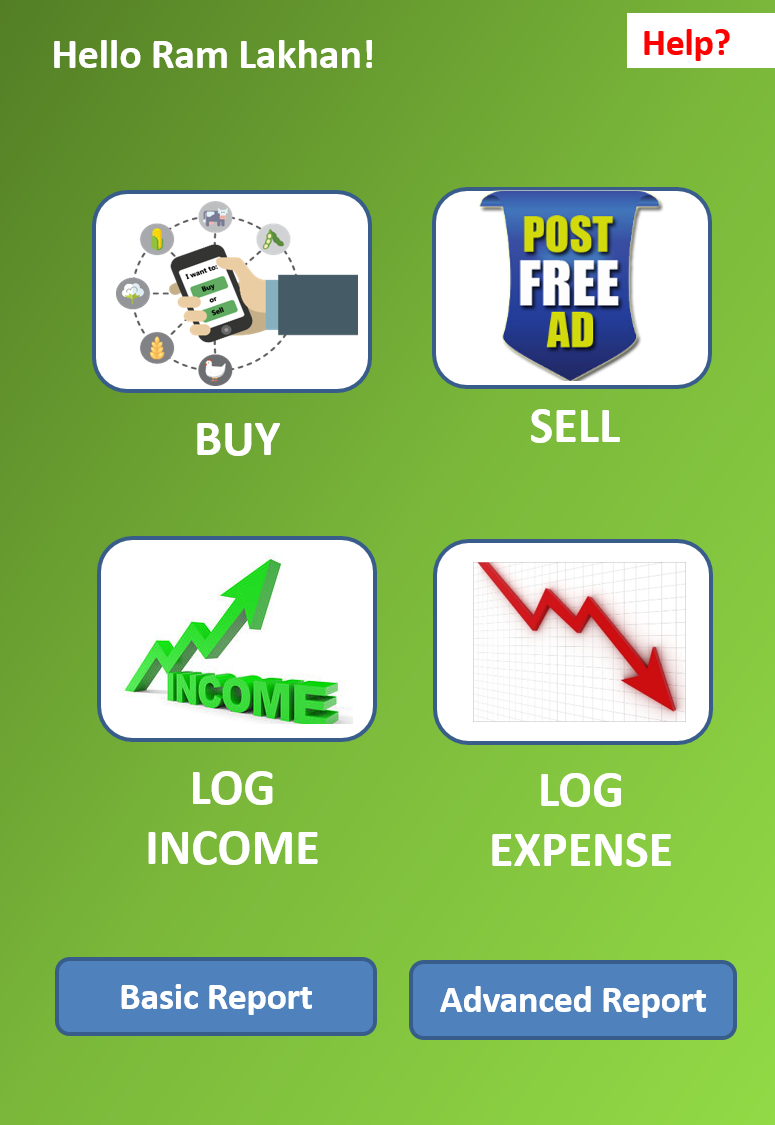 Hello Ram Lakhan!
Help?
I want to:
Buy
or
Sell
POST
FREE
AD
BUY
SELL
INCOME
LOG
INCOME
LOG
EXPENSE
Basic Report
Advanced Report